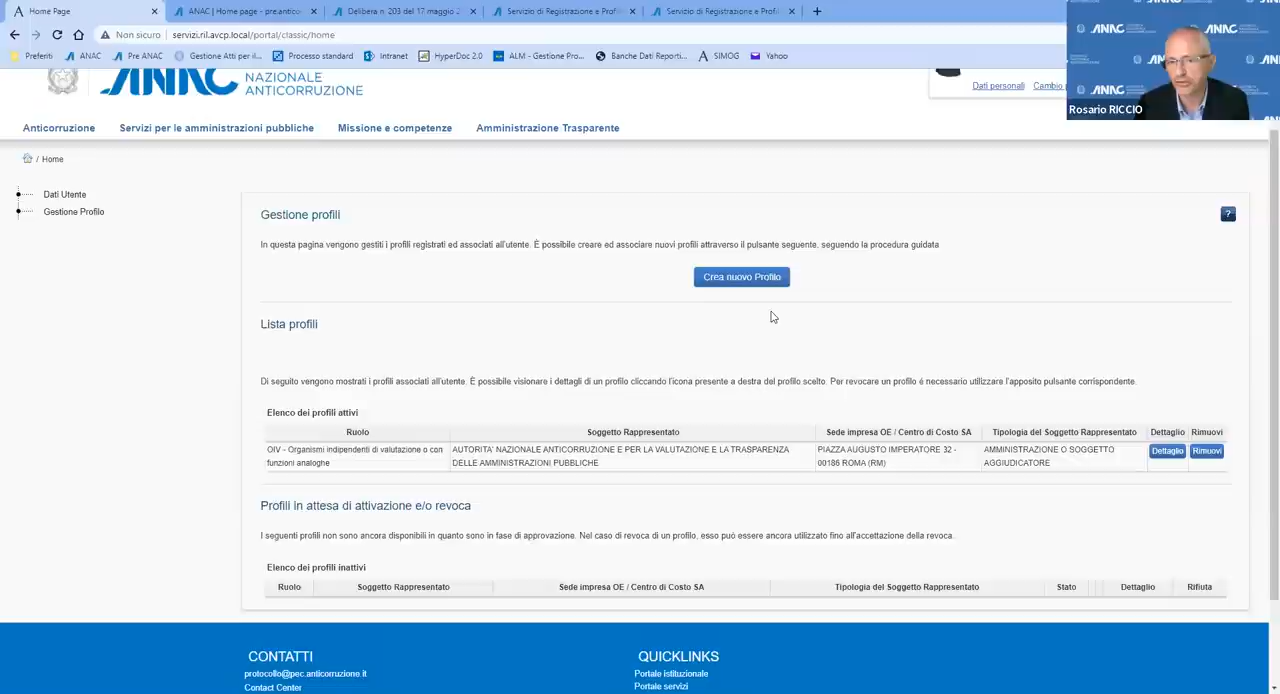 Home Page
ANAC | Home page - pre.anticor
Delibera n. 203 del 17 maggio 2
Servizio di Registrazione e Profil
Servizio di Registrazione e Profil
Non sicuro servizi.ril.avcp.local/portal/classic/home
Preferiti ANAC Pre ANAC Gestione Atti per il... Processo standard Intranet HyperDoc 2.0 ALM - Gestione Pro... Banche Dati Reporti... SIMOG Yahoo
ANAC
NAZIONALE
ANTICORRUZIONE
Dati personali Cambio
Rosario RICCIO
Anticorruzione Servizi per le amministrazioni pubbliche Missione e competenze Amministrazione Trasparente
/ Home
Dati Utente
Gestione Profilo
Gestione profili
?
In questa pagina vengono gestiti i profili registrati ed associati all'utente. È possibile creare ed associare nuovi profili attraverso il pulsante seguente, seguendo la procedura guidata
Crea nuovo Profilo
Lista profili
Di seguito vengono mostrati i profili associati all'utente. È possibile visionare i dettagli di un profilo cliccando l'icona presente a destra del profilo scelto. Per revocare un profilo è necessario utilizzare l'apposito pulsante corrispondente.
Elenco dei profili attivi
Ruolo Soggetto Rappresentato Sede impresa OE / Centro di Costo SA Tipologia del Soggetto Rappresentato Dettaglio Rimuovi
OIV - Organismi indipendenti di valutazione o con AUTORITA' NAZIONALE ANTICORRUZIONE E PER LA VALUTAZIONE E LA TRASPARENZA PIAZZA AUGUSTO IMPERATORE 32 - AMMINISTRAZIONE O SOGGETTO Dettaglio Rimuovi
funzioni analoghe DELLE AMMINISTRAZIONI PUBBLICHE 00186 ROMA (RM) AGGIUDICATORE
Profili in attesa di attivazione e/o revoca
I seguenti profili non sono ancora disponibili in quanto sono in fase di approvazione. Nel caso di revoca di un profilo, esso può essere ancora utilizzato fino all'accettazione della revoca.
Elenco dei profili inattivi
Ruolo Soggetto Rappresentato Sede impresa OE / Centro di Costo SA Tipologia del Soggetto Rappresentato Stato Dettaglio Rifiuta
CONTATTI
protocollo@pec.anticorruzione.it
Contact Center
QUICKLINKS
Portale istituzionale
Portale servizi